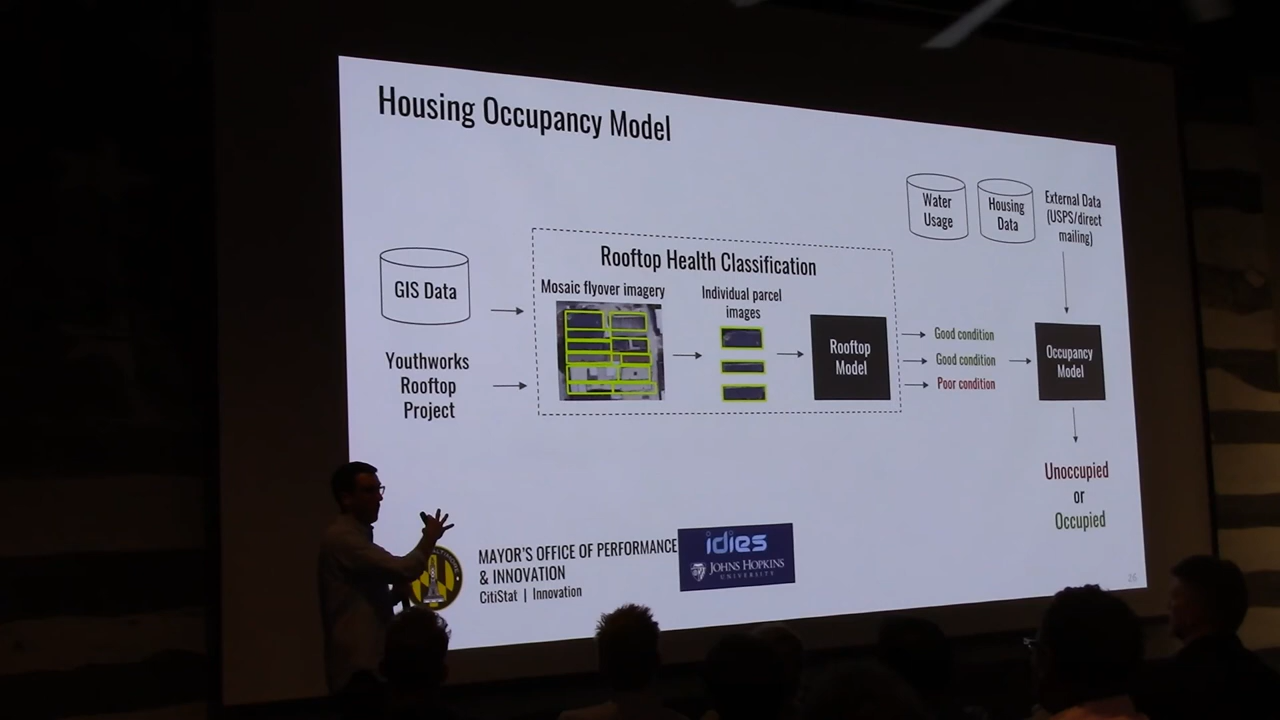 Housing Occupancy Model
Water
Usage
Housing
Data
External Data
(USPS/direct
mailing)
GIS Data
Youthworks
Rooftop
Project
Rooftop Health Classification
Mosaic flyover imagery
Individual parcel
images
Rooftop
Model
Good condition
Good condition
Poor condition
Occupancy
Model
Unoccupied
or
Occupied
MAYOR'S OFFICE OF PERFORMANCE
& INNOVATION
CitiStat | Innovation
idies
JOHNS HOPKINS
UNIVERSITY
26